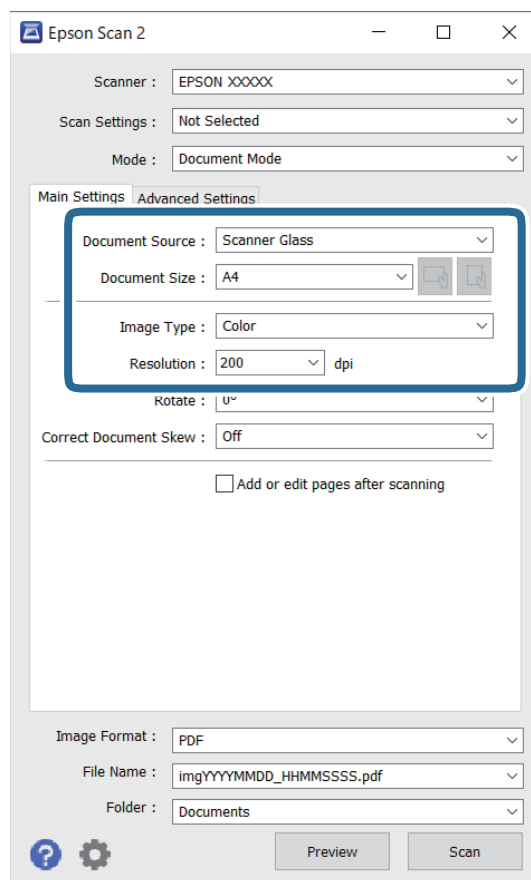 Epson Scan 2
Scanner : EPSON XXXXX
Scan Settings : Not Selected
Mode : Document Mode
Main Settings Advanced Settings
Document Source : Scanner Glass
Document Size : A4
Image Type : Color
Resolution : 200 dpi
Rotate : 0°
Correct Document Skew : Off
Add or edit pages after scanning
Image Format : PDF
File Name : imgYYYYMMDD_HHMMSSSS.pdf
Folder : Documents
? Preview Scan